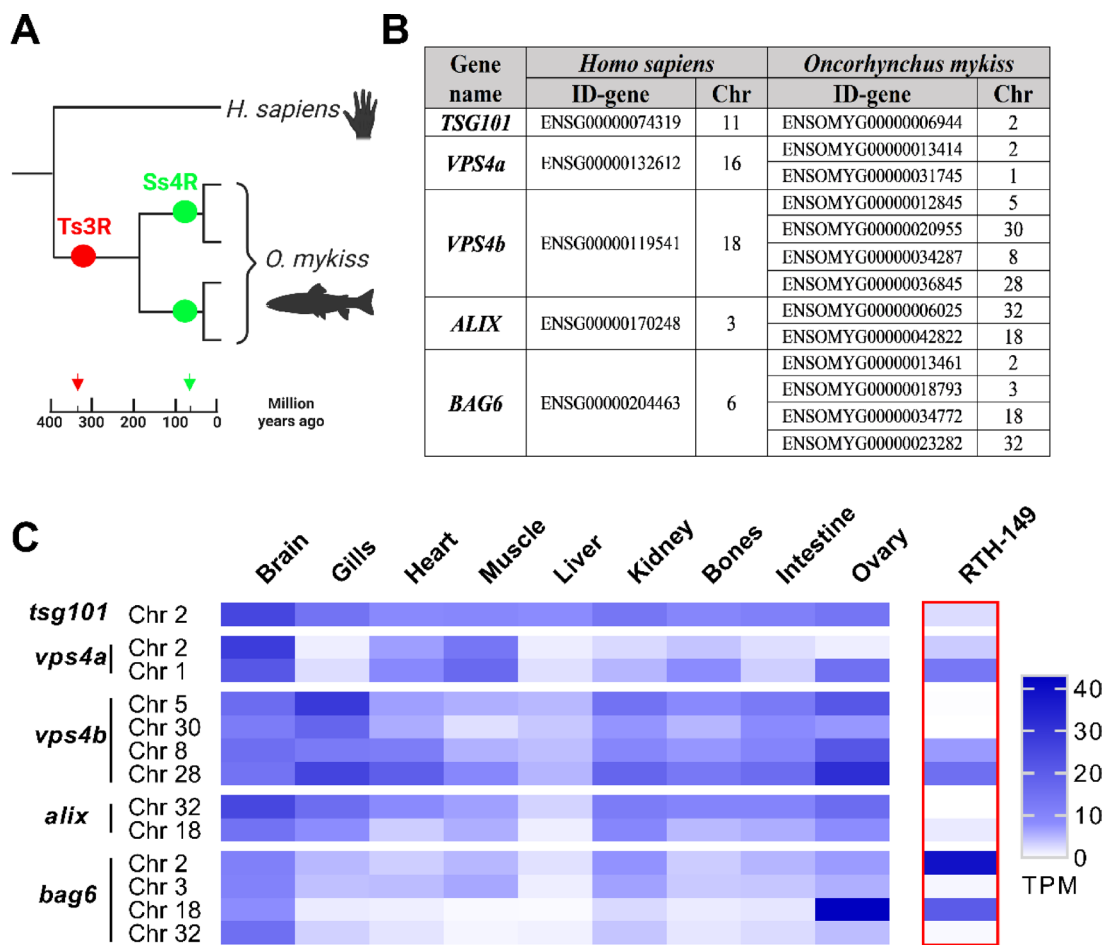 A
H. sapiens
Ss4R
Ts3R
O. mykiss
400 300 200 100 0
Million
years ago
B
Gene name Homo sapiens Oncorhynchus mykiss
ID-gene Chr ID-gene Chr
TSG101 ENSG00000074319 11 ENSOMYG00000006944 2
VPS4a ENSG00000132612 16 ENSOMYG00000013414 2
ENSOMYG00000031745 1
VPS4b ENSG00000119541 18 ENSOMYG00000012845 5
ENSOMYG00000020955 30
ENSOMYG00000034287 8
ENSOMYG00000036845 28
ALIX ENSG00000170248 3 ENSOMYG00000006025 32
ENSOMYG00000042822 18
BAG6 ENSG00000204463 6 ENSOMYG00000013461 2
ENSOMYG00000018793 3
ENSOMYG00000034772 18
ENSOMYG00000023282 32
C
Brain Gills Heart Muscle Liver Kidney Bones Intestine Ovary RTH-149
tsg101 Chr 2
vps4a Chr 2
Chr 1
vps4b Chr 5
Chr 30
Chr 8
Chr 28
alix Chr 32
Chr 18
bag6 Chr 2
Chr 3
Chr 18
Chr 32
40
30
20
10
0
TPM